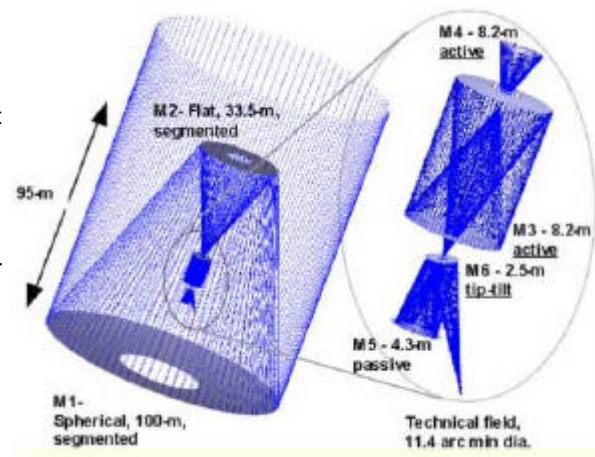 M4 - 8.2-m
active
M2- Flat, 33.5-m,
segmented
95-m
M3 - 8.2-m
active
M6 - 2.5-m
tip-tilt
M5 - 4.3-m
passive
M1-
Spherical, 100-m,
segmented
Technical field,
11.4 arc min dia.